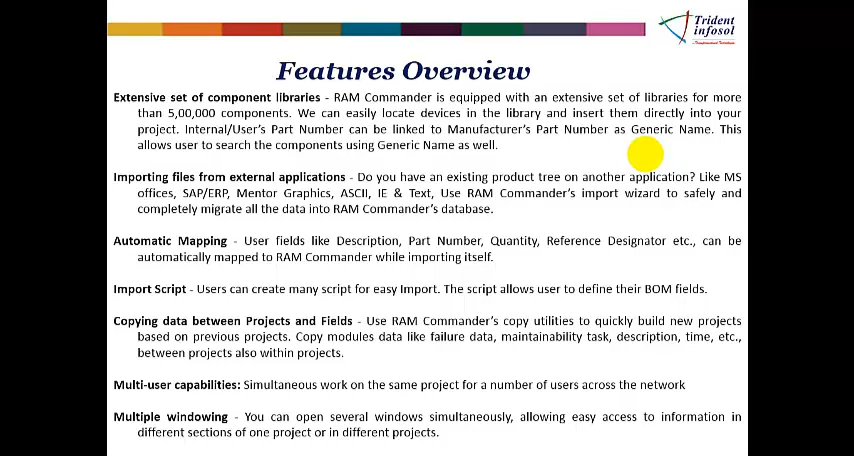 Trident
infosol
Features Overview
Extensive set of component libraries - RAM Commander is equipped with an extensive set of libraries for more
than 5,00,000 components. We can easily locate devices in the library and insert them directly into your
project. Internal/User's Part Number can be linked to Manufacturer's Part Number as Generic Name. This
allows user to search the components using Generic Name as well.
Importing files from external applications - Do you have an existing product tree on another application? Like MS
offices, SAP/ERP, Mentor Graphics, ASCII, IE & Text, Use RAM Commander's import wizard to safely and
completely migrate all the data into RAM Commander's database.
Automatic Mapping - User fields like Description, Part Number, Quantity, Reference Designator etc., can be
automatically mapped to RAM Commander while importing itself.
Import Script - Users can create many script for easy Import. The script allows user to define their BOM fields.
Copying data between Projects and Fields - Use RAM Commander's copy utilities to quickly build new projects
based on previous projects. Copy modules data like failure data, maintainability task, description, time, etc.,
between projects also within projects.
Multi-user capabilities: Simultaneous work on the same project for a number of users across the network
Multiple windowing - You can open several windows simultaneously, allowing easy access to information in
different sections of one project or in different projects.